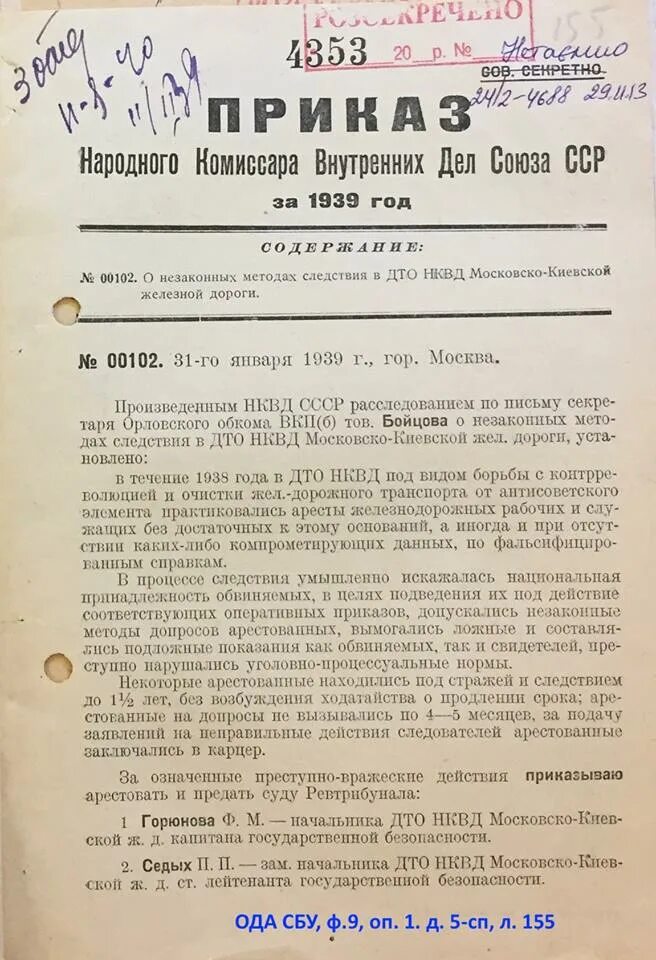 РОЗСЕКРЕЧЕНО
155
4353 20 р. №
СОВ. СЕКРЕТНО
24/2-4688 29.11.13
ПРИКАЗ
Народного Комиссара Внутренних Дел Союза ССР
за 1939 год
СОДЕРЖАНИЕ:
№ 00102. О незаконных методах следствия в ДТО НКВД Московско-Киевской
железной дороги.
№ 00102. 31-го января 1939 г., гор. Москва.
Произведенным НКВД СССР расследованием по письму секре-
таря Орловского обкома ВКП(б) тов. Бойцова о незаконных мето-
дах следствия в ДТО НКВД Московско-Киевской жел. дороги, уста-
новлено:
в течение 1938 года в ДТО НКВД под видом борьбы с контрре-
волюцией и очистки жел.-дорожного транспорта от антисоветского
элемента практиковались аресты железнодорожных рабочих и слу-
жащих без достаточных к этому оснований, а иногда и при отсут-
ствии каких-либо компрометирующих данных, по фальсифициро-
ванным справкам.
В процессе следствия умышленно искажалась национальная
принадлежность обвиняемых, в целях подведения их под действие
соответствующих оперативных приказов, допускались незаконные
методы допросов арестованных, вымогались ложные и составля-
лись подложные показания как обвиняемых, так и свидетелей, пре-
ступно нарушались уголовно-процессуальные нормы.
Некоторые арестованные находились под стражей и следствием
до 1½ лет, без возбуждения ходатайства о продлении срока; аре-
стованные на допросы не вызывались по 4—5 месяцев, за подачу
заявлений на неправильные действия следователей арестованные
заключались в карцер.
За означенные преступно-вражеские действия приказываю
арестовать и предать суду Ревтрибунала:
1 Горюнова Ф. М. — начальника ДТО НКВД Московско-Киев-
ской ж. д. капитана государственной безопасности.
2. Седых П. П. — зам. начальника ДТО НКВД Московско-Киев-
ской ж. д. ст. лейтенанта государственной безопасности.
ОДА СБУ, ф.9, оп. 1. д. 5-сп, л. 155